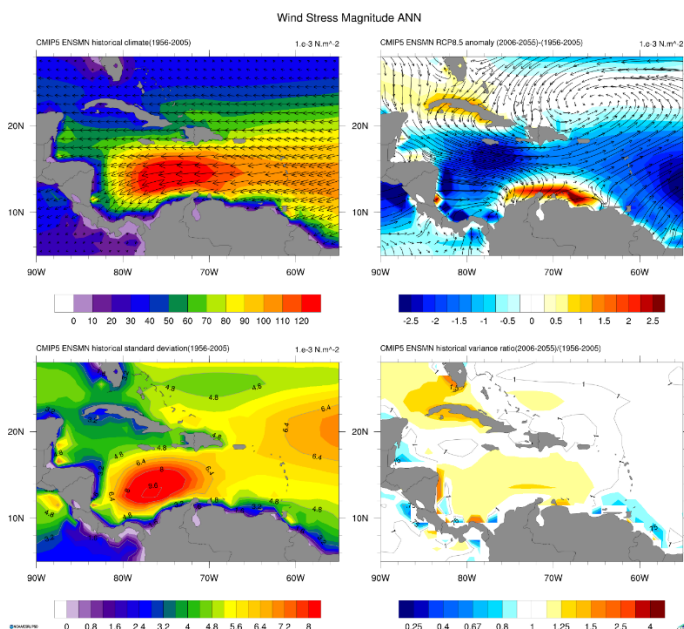 Wind Stress Magnitude ANN
CMIP5 ENSMN historical climate(1956-2005) 1.e-3 N.m^-2
20N
10N
90W 80W 70W 60W
0 10 20 30 40 50 60 70 80 90 100 110 120
CMIP5 ENSMN RCP8.5 anomaly (2006-2055)-(1956-2005) 1.e-3 N.m^-2
20N
10N
90W 80W 70W 60W
-2.5 -2 -1.5 -1 -0.5 0 0.5 1 1.5 2 2.5
CMIP5 ENSMN historical standard deviation(1956-2005) 1.e-3 N.m^-2
20N
10N
90W 80W 70W 60W
0 0.8 1.6 2.4 3.2 4 4.8 5.6 6.4 7.2 8
CMIP5 ENSMN historical variance ratio(2006-2055)/(1956-2005)
20N
10N
90W 80W 70W 60W
0.25 0.4 0.67 0.8 1 1.25 1.5 2.5 4